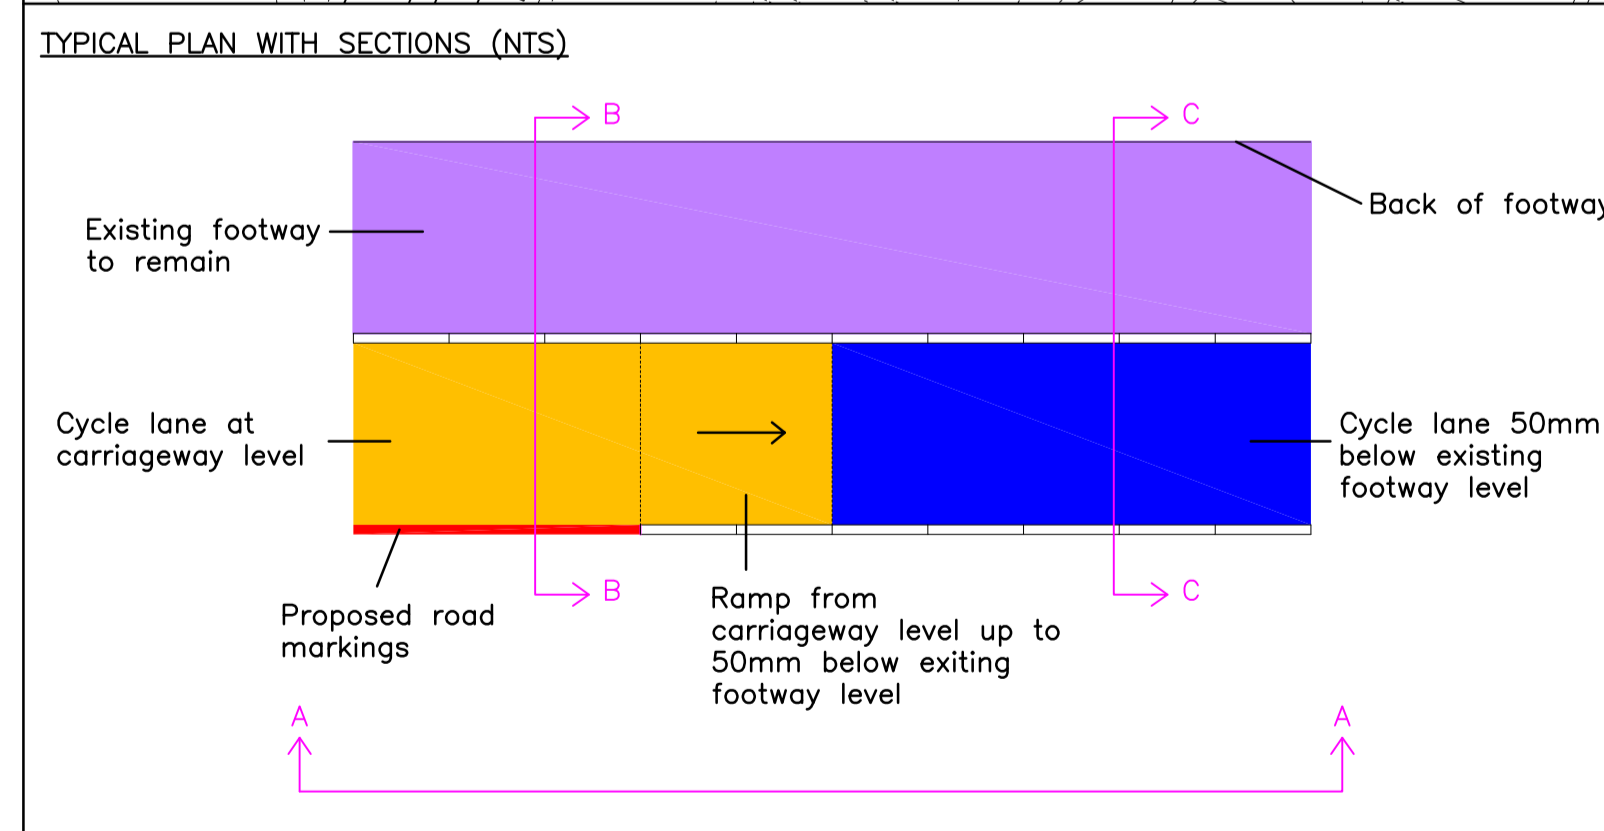 TYPICAL PLAN WITH SECTIONS (NTS)
B
C
Back of footway
Existing footway
to remain
Cycle lane at
carriageway level
Cycle lane 50mm
below existing
footway level
Proposed road
markings
B
C
Ramp from
carriageway level up to
50mm below exiting
footway level
A
A